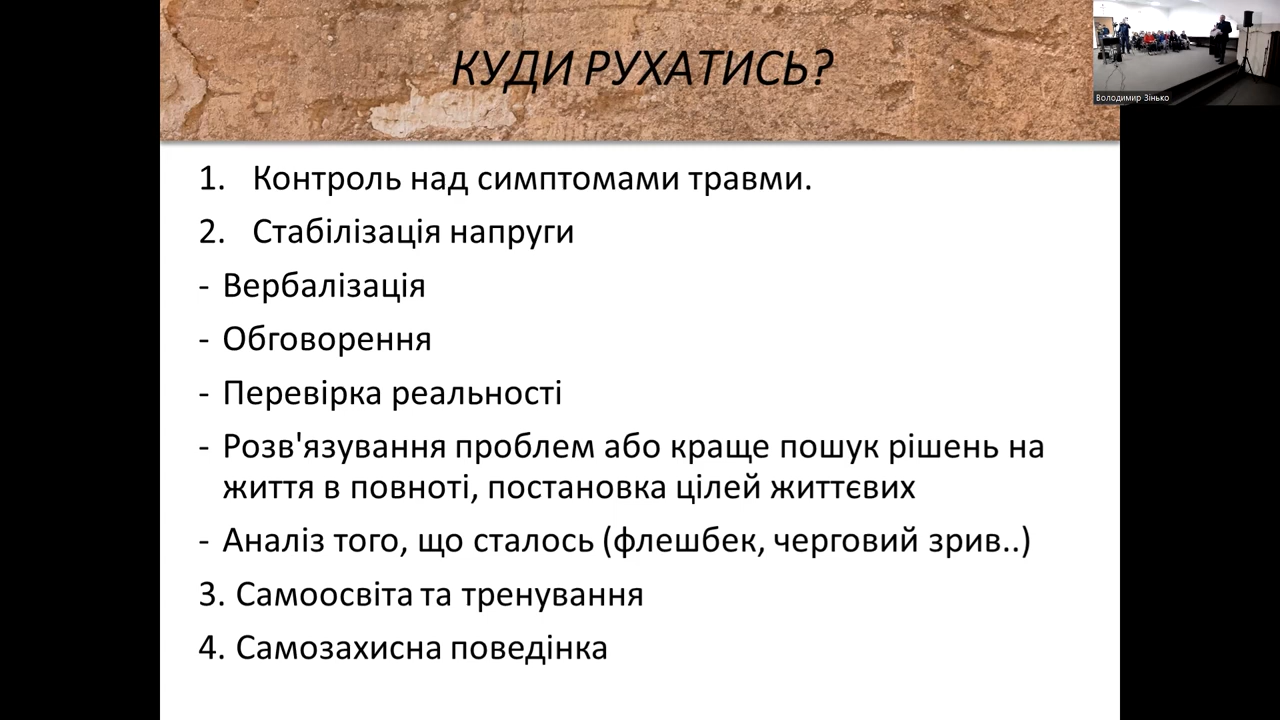 КУДИ РУХАТИСЬ?
Володимир Зінько
1. Контроль над симптомами травми.
2. Стабілізація напруги
- Вербалізація
- Обговорення
- Перевірка реальності
- Розв'язування проблем або краще пошук рішень на
життя в повноті, постановка цілей життєвих
- Аналіз того, що сталось (флешбек, черговий зрив..)
3. Самоосвіта та тренування
4. Самозахисна поведінка